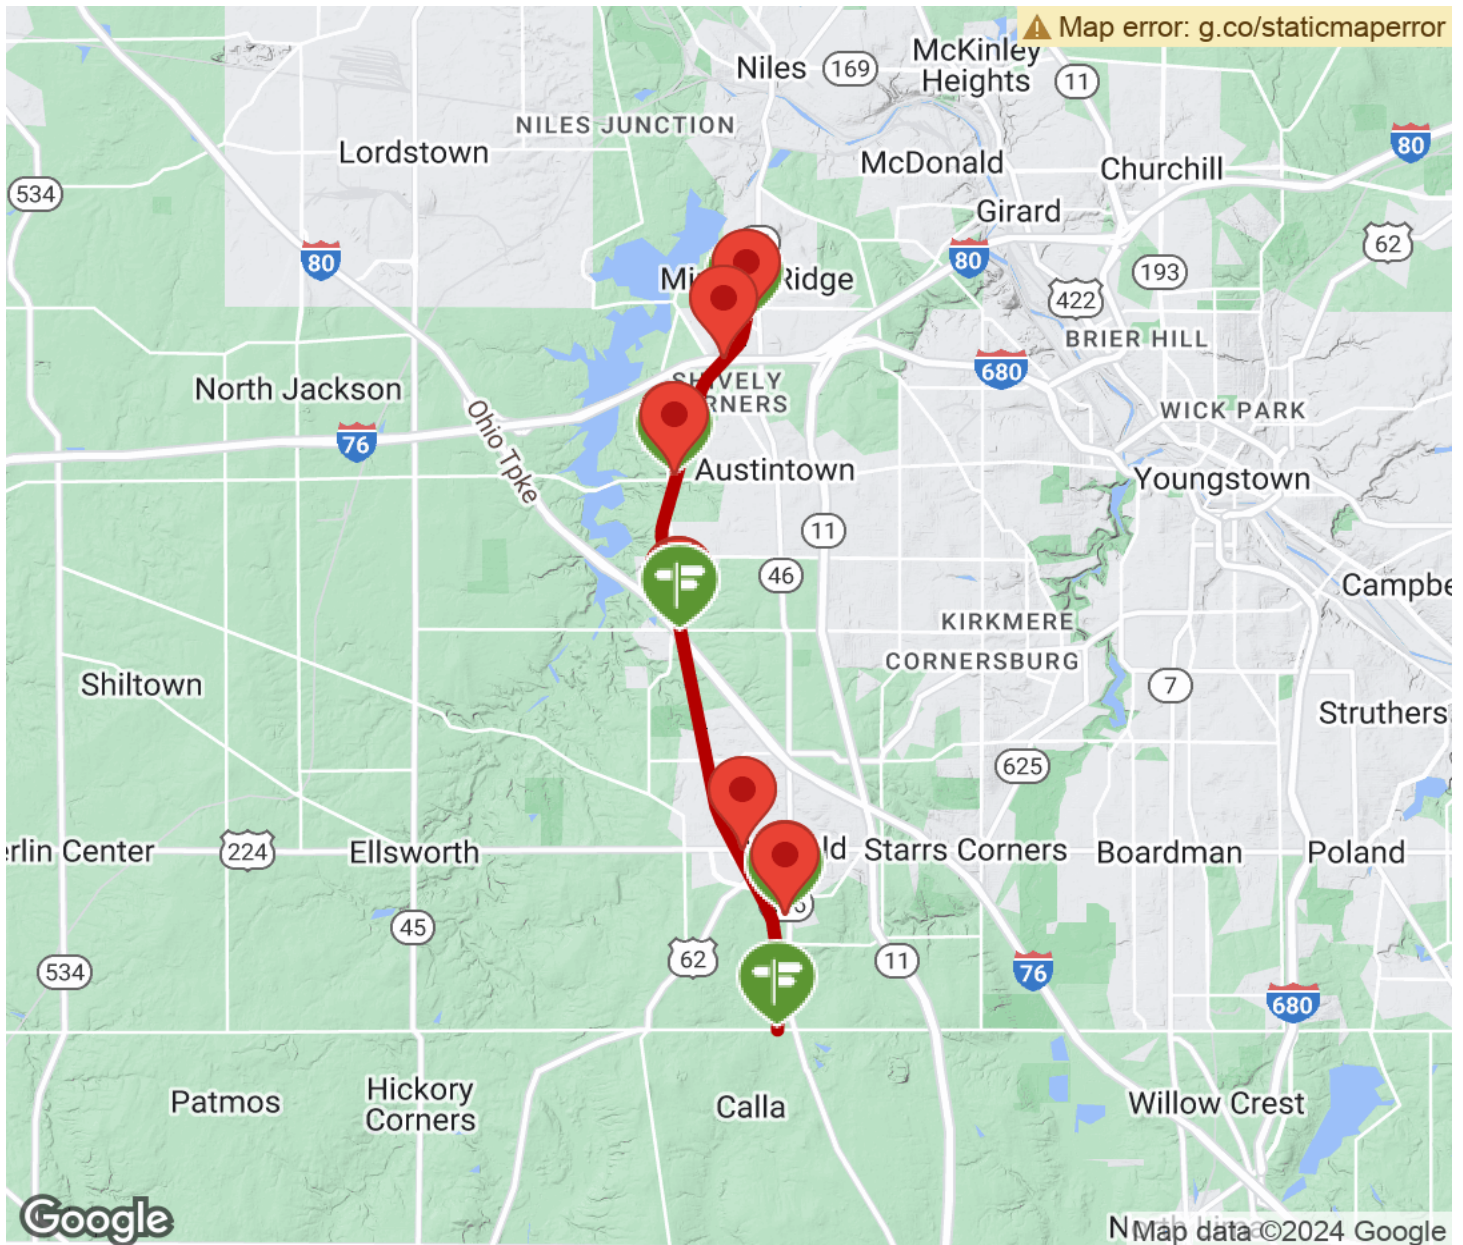 Map error: g.co/staticmaperror
McKinley
Heights
Niles
169
11
NILES JUNCTION
Lordstown
McDonald
Churchill
80
534
Girard
62
80
80
193
Ridge
422
BRIER HILL
680
North Jackson
WICK PARK
Ohio Tpke
76
Austintown
Youngstown
11
46
KIRKMERE
CORNERSBURG
Shiltown
7
Struthers
625
224
Ellsworth
ld
Starrs Corners
Boardman
Poland
45
62
11
76
534
680
Patmos
Hickory
Corners
Calla
Willow Crest
Google
Map data ©2024 Google